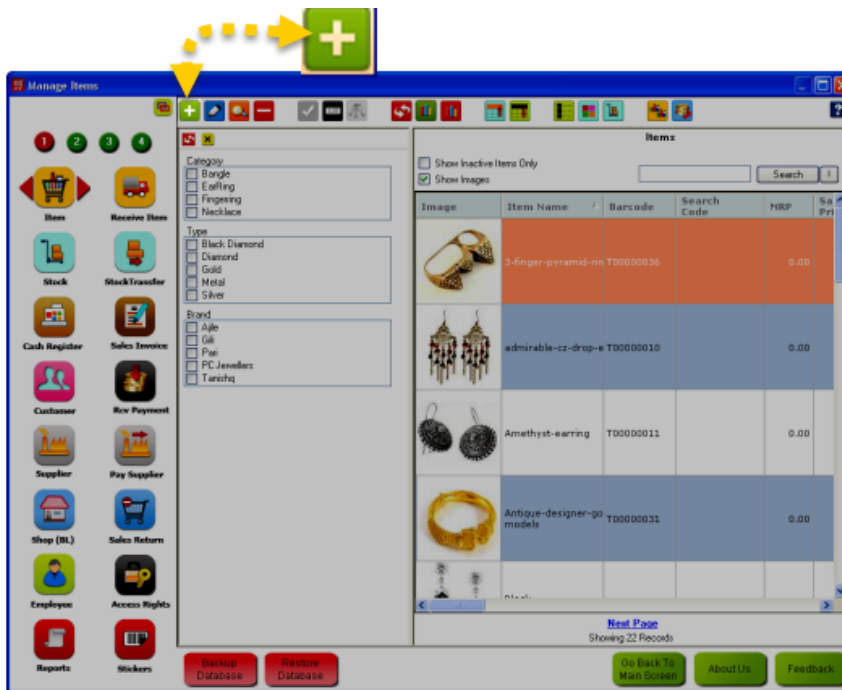 Manage Items
1 2 3 4
Item
Receive Item
Stock
StockTransfer
Cash Register
Sales Invoice
Customer
Rcv Payment
Supplier
Pay Supplier
Shop (BL)
Sales Return
Employee
Access Rights
Reports
Stickers
Category
Bangle
EarRing
Fingering
Necklace
Type
Black Diamond
Diamond
Gold
Metal
Silver
Brand
Ajile
Gili
Pari
PC Jewellers
Tanishq
Items
Show Inactive Items Only
Show Images
Search
Image Item Name Barcode Search Code MRP
3-finger-pyramid-rin T00000036 0.00
admirable-cz-drop-e T00000010 0.00
Amethyst-earring T00000011 0.00
Antique-designer-go T00000031 0.00
models
Next Page
Showing 22 Records
Backup Database
Restore Database
Go Back To Main Screen
About Us
Feedback